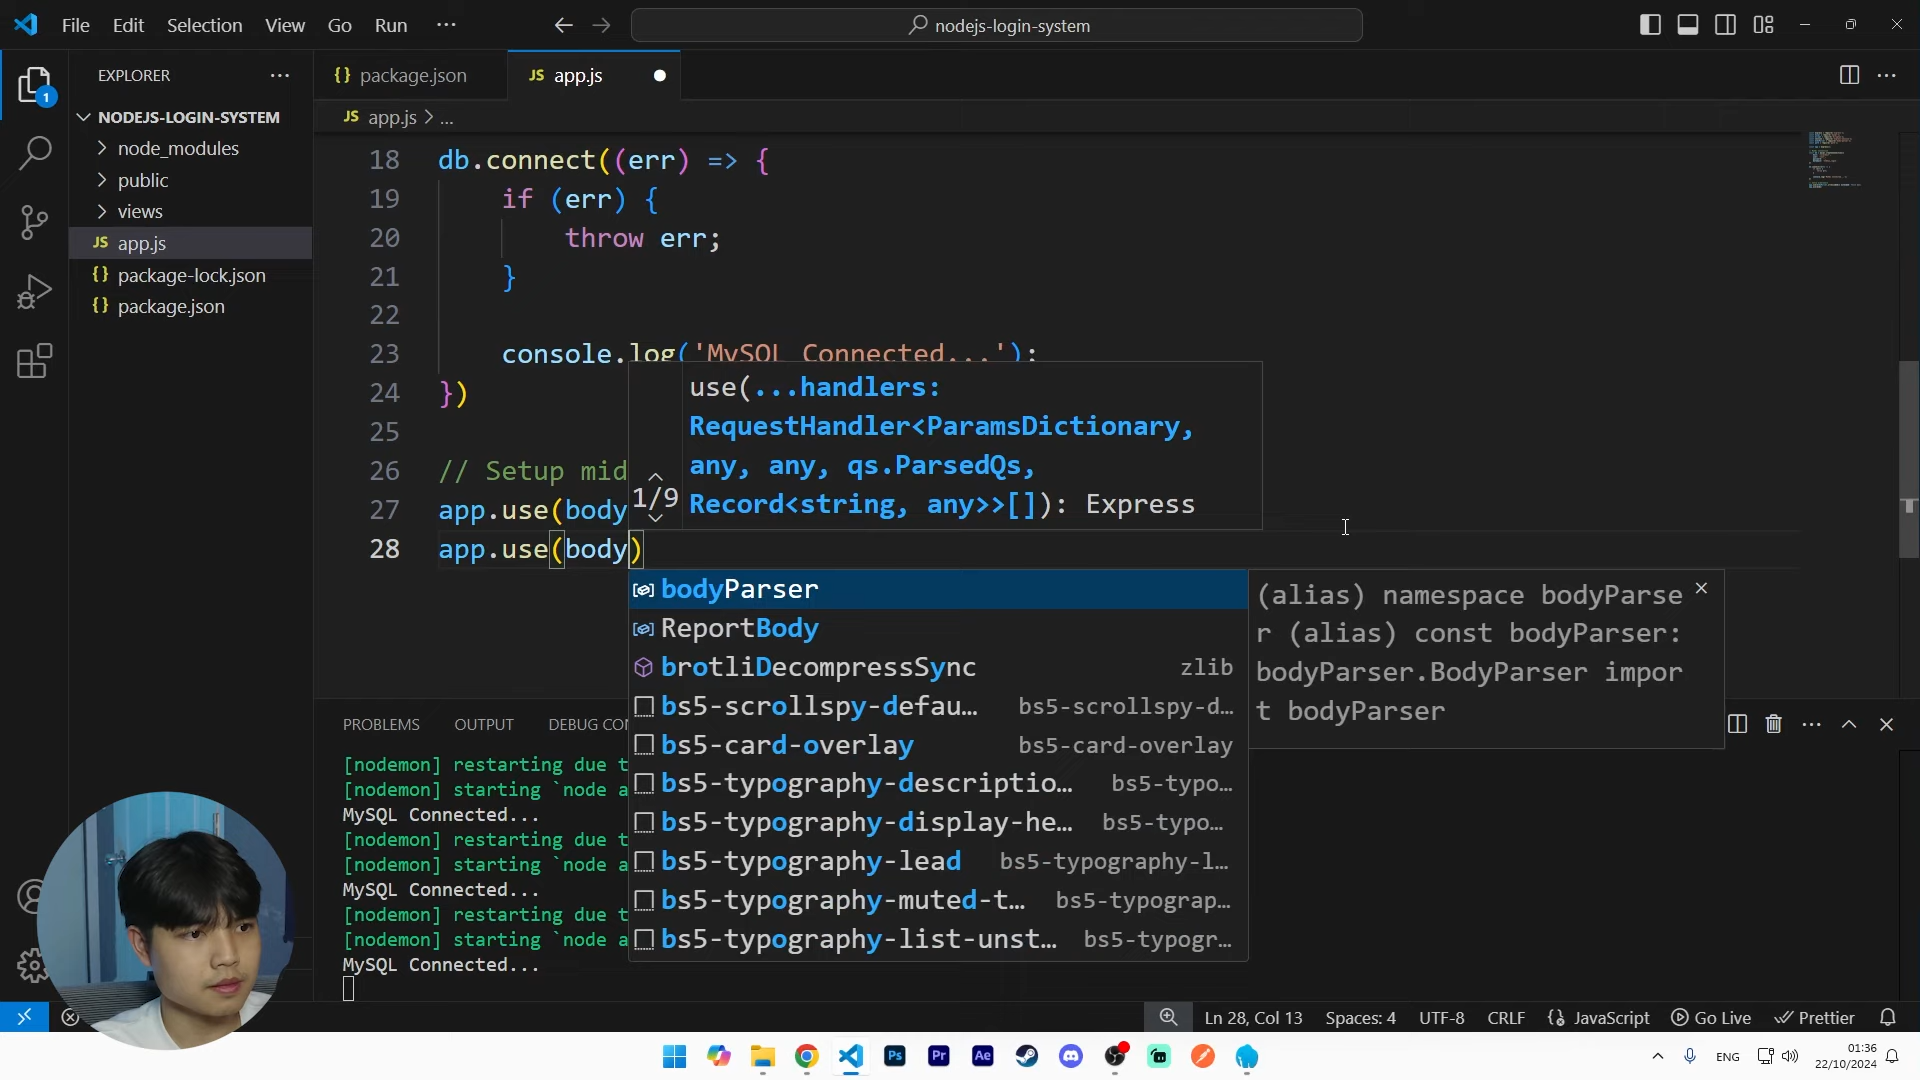 File Edit Selection View Go Run ··· nodejs-login-system
EXPLORER ···
NODEJS-LOGIN-SYSTEM
node_modules
public
views
JS app.js
{} package-lock.json
{} package.json
1
{} package.json JS app.js
JS app.js > ...
18 db.connect((err) => {
19 if (err) {
20 throw err;
21 }
22
23 console.log('MySQL Connected...');
24 })
25
26 // Setup mid
27 app.use(body
28 app.use(body)
use(...handlers:
RequestHandler<ParamsDictionary,
any, any, qs.ParsedQs,
Record<string, any>>[]): Express
1/9
bodyParser
ReportBody
brotliDecompressSync zlib
bs5-scrollspy-defau... bs5-scrollspy-d...
bs5-card-overlay bs5-card-overlay
bs5-typography-descriptio... bs5-typo...
bs5-typography-display-he... bs5-typo...
bs5-typography-lead bs5-typography-l...
bs5-typography-muted-t... bs5-typograp...
bs5-typography-list-unst... bs5-typogr...
(alias) namespace bodyParse
r (alias) const bodyParser:
bodyParser.BodyParser impor
t bodyParser
PROBLEMS OUTPUT DEBUG CON
[nodemon] restarting due t
[nodemon] starting `node a
MySQL Connected...
[nodemon] restarting due t
[nodemon] starting `node a
MySQL Connected...
[nodemon] restarting due t
[nodemon] starting `node a
MySQL Connected...
Ln 28, Col 13 Spaces: 4 UTF-8 CRLF {} JavaScript Go Live Prettier
Ps Pr Ae
ENG
01:36
22/10/2024